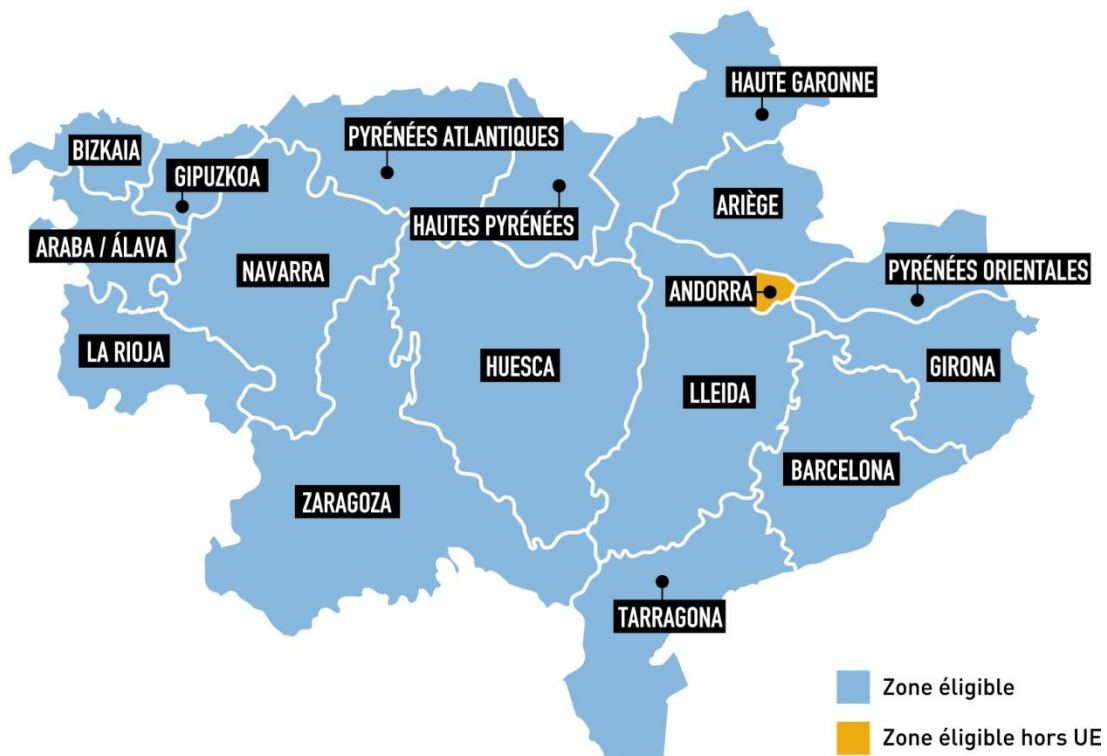 HAUTE GARONNE
PYRÉNÉES ATLANTIQUES
BIZKAIA
GIPUZKOA
ARIÈGE
HAUTES PYRÉNÉES
ARABA / ÁLAVA
NAVARRA
PYRÉNÉES ORIENTALES
ANDORRA
LA RIOJA
HUESCA
GIRONA
LLEIDA
BARCELONA
ZARAGOZA
TARRAGONA
Zone éligible
Zone éligible hors UE